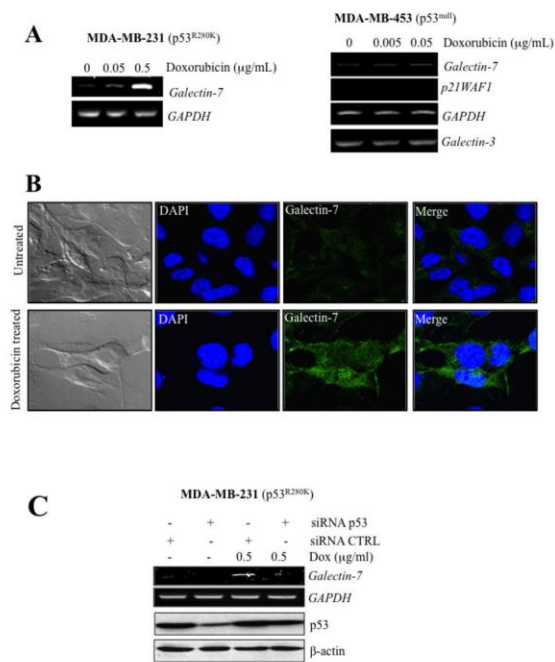 A
MDA-MB-231 (p53R280K)
Doxorubicin (µg/mL)
0 0.05 0.5
Galectin-7
GAPDH
MDA-MB-453 (p53null)
0 0.005 0.05 Doxorubicin (µg/mL)
Galectin-7
p21WAF1
GAPDH
Galectin-3
B
Untreated
DAPI
Galectin-7
Merge
Doxorubicin treated
DAPI
Galectin-7
Merge
C
MDA-MB-231 (p53R280K)
- + - + siRNA p53
+ - + - siRNA CTRL
- - 0.5 0.5 Dox (µg/ml)
Galectin-7
GAPDH
p53
β-actin